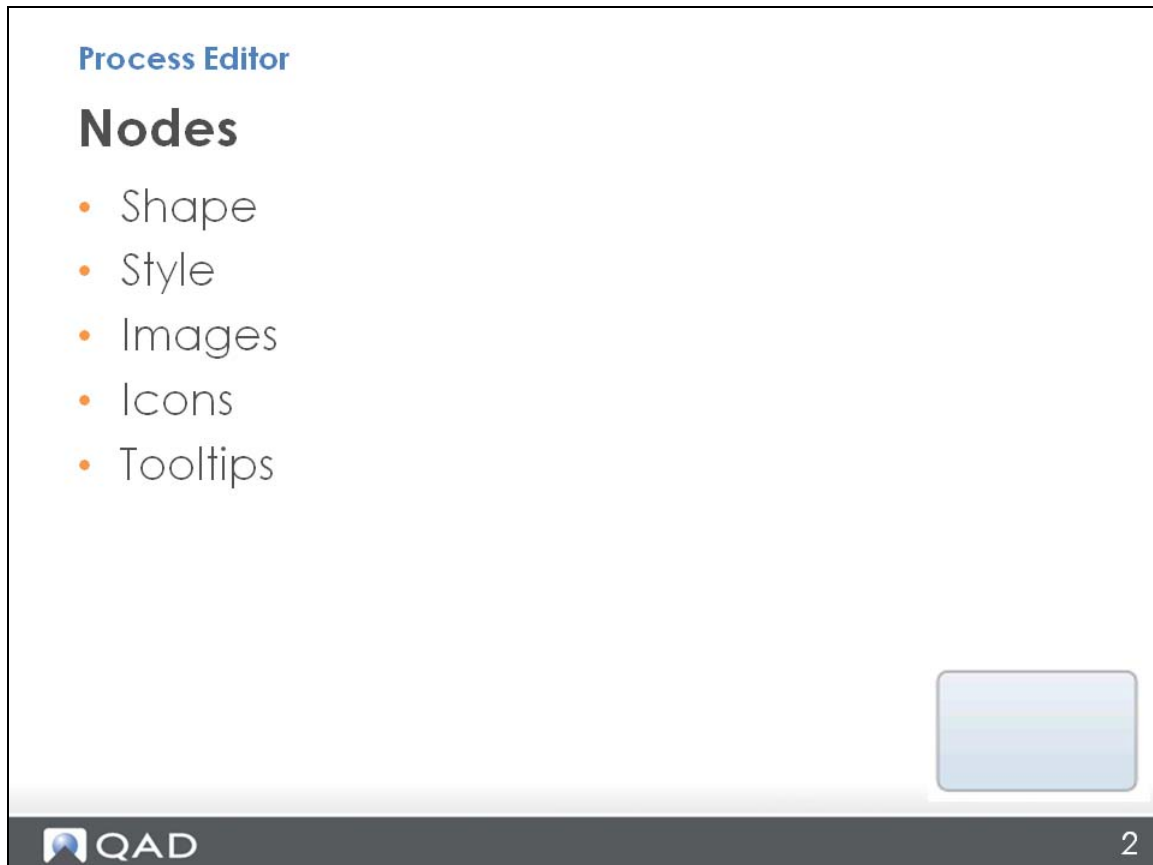 Process Editor
Nodes
• Shape
• Style
• Images
• Icons
• Tooltips
QAD
2